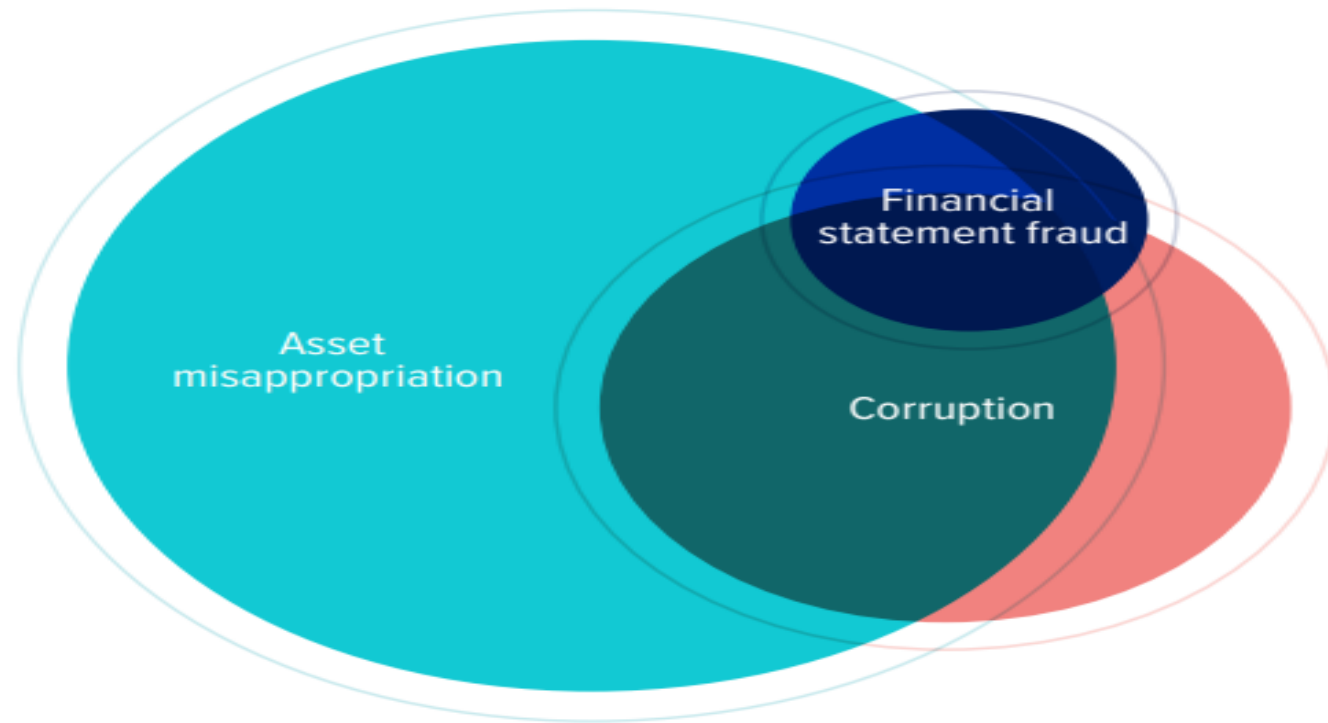 Financial
statement fraud
Asset
misappropriation
Corruption